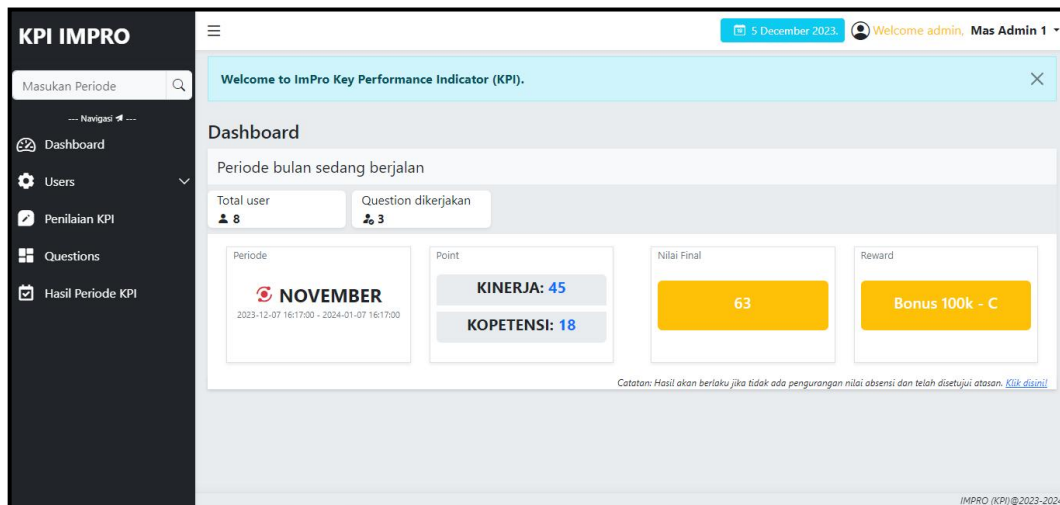 KPI IMPRO
Masukan Periode
--- Navigasi ---
Dashboard
Users
Penilaian KPI
Questions
Hasil Periode KPI
5 December 2023.
Welcome admin, Mas Admin 1
Welcome to ImPro Key Performance Indicator (KPI).
Dashboard
Periode bulan sedang berjalan
Total user
8
Question dikerjakan
3
Periode
NOVEMBER
2023-12-07 16:17:00 - 2024-01-07 16:17:00
Point
KINERJA: 45
KOPETENSI: 18
Nilai Final
63
Reward
Bonus 100k - C
Catatan: Hasil akan berlaku jika tidak ada pengurangan nilai absensi dan telah disetujui atasan. Klik disini!
IMPRO (KPI)@2023-2024